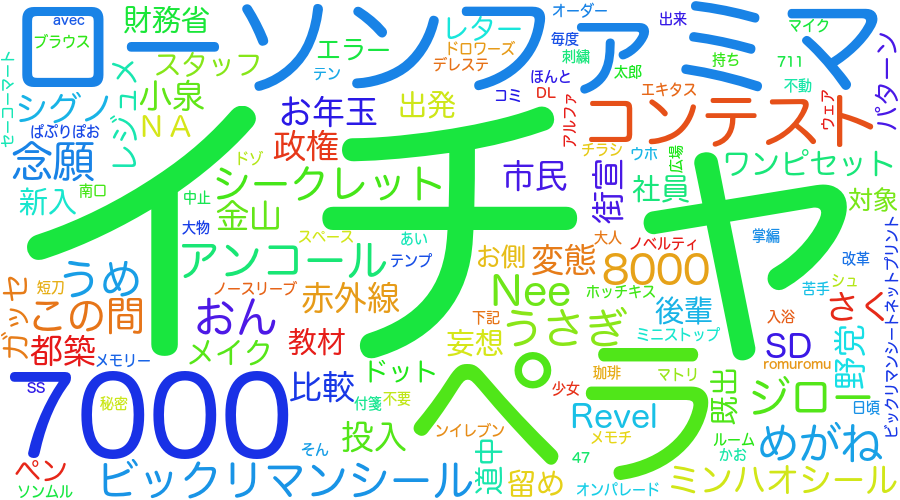 avec
ブラウス
財務省
ローソンファミマ
オーダー
出来
毎度
マイク
レター
エラー
ドロワーズ
刺繍
デレステ
テン
太郎
持ち
711
不動
パターン
セーコーマート
スタッフ
シグノ
レジュメ
小泉
ＮＡ
お年玉
出発
コミ
ほんと
DL
アルファ
エキタス
コンテスト
ウェア
ぱぷりぽお
念願
政権
ドゾ
チラシ
ウホ
広場
ワンピセット
新入
南口
中止
シークレット
市民
街宣
社員
対象
イチャペラ
金山
大物
スペース
あい
大人
ノベルティ
掌編
アンコール
テンプ
お側
変態
8000
改革
うめ
ノースリーブ
赤外線
Nee
ホッチキス
苦手
シュ
ガッセ
短刀
この間
おん
下記
うさぎ
後輩
入浴
さく
ビックリマンシートネットプリント
都築
メモリー
メイク
教材
妄想
ミニストップ
SD
野党
romuromu
7000
SS
比較
ドット
珈琲
マトリ
少女
既出
ジロー
日頃
秘密
付箋
不要
Revel
ンイレブン
メモチ
ルーム
かお
めがね
投入
そん
途中
47
ペン
ソンムル
ビックリマンシール
留め
オンパレード
ミンハオシール